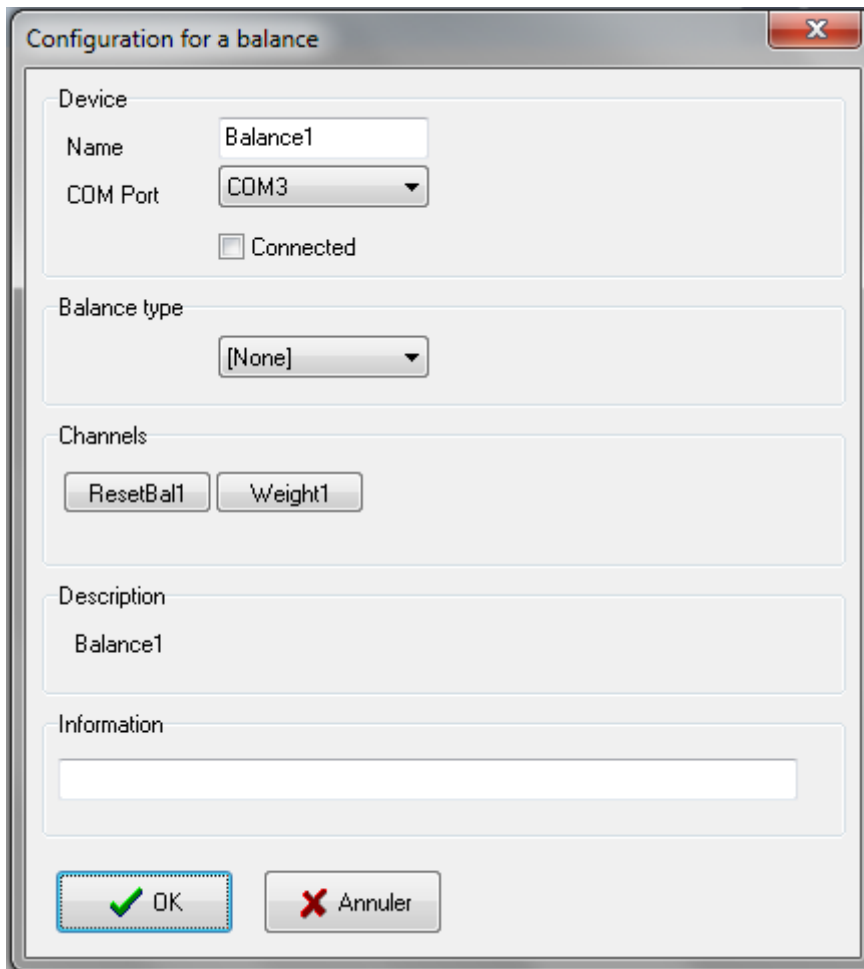 Configuration for a balance
Device
Name Balance1
COM Port COM3
Connected
Balance type
[None]
Channels
ResetBal1 Weight1
Description
Balance1
Information
OK Annuler